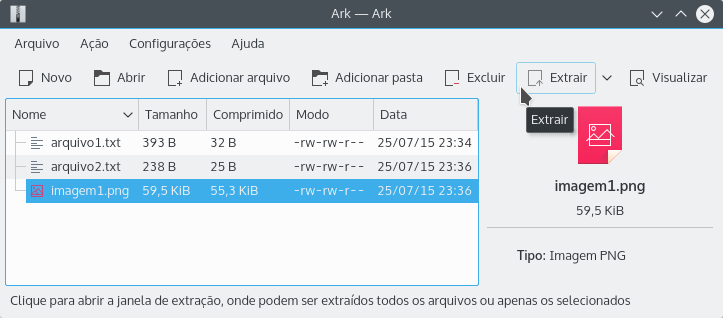 Ark — Ark
Arquivo Ação Configurações Ajuda
Novo Abrir Adicionar arquivo Adicionar pasta Excluir Extrair Visualizar
Nome Tamanho Comprimido Modo Data
arquivo1.txt 393 B 32 B -rw-rw-r-- 25/07/15 23:34
arquivo2.txt 238 B 25 B -rw-rw-r-- 25/07/15 23:36
imagem1.png 59,5 KiB 55,3 KiB -rw-rw-r-- 25/07/15 23:36
Extrair
imagem1.png
59,5 KiB
Tipo: Imagem PNG
Clique para abrir a janela de extração, onde podem ser extraídos todos os arquivos ou apenas os selecionados